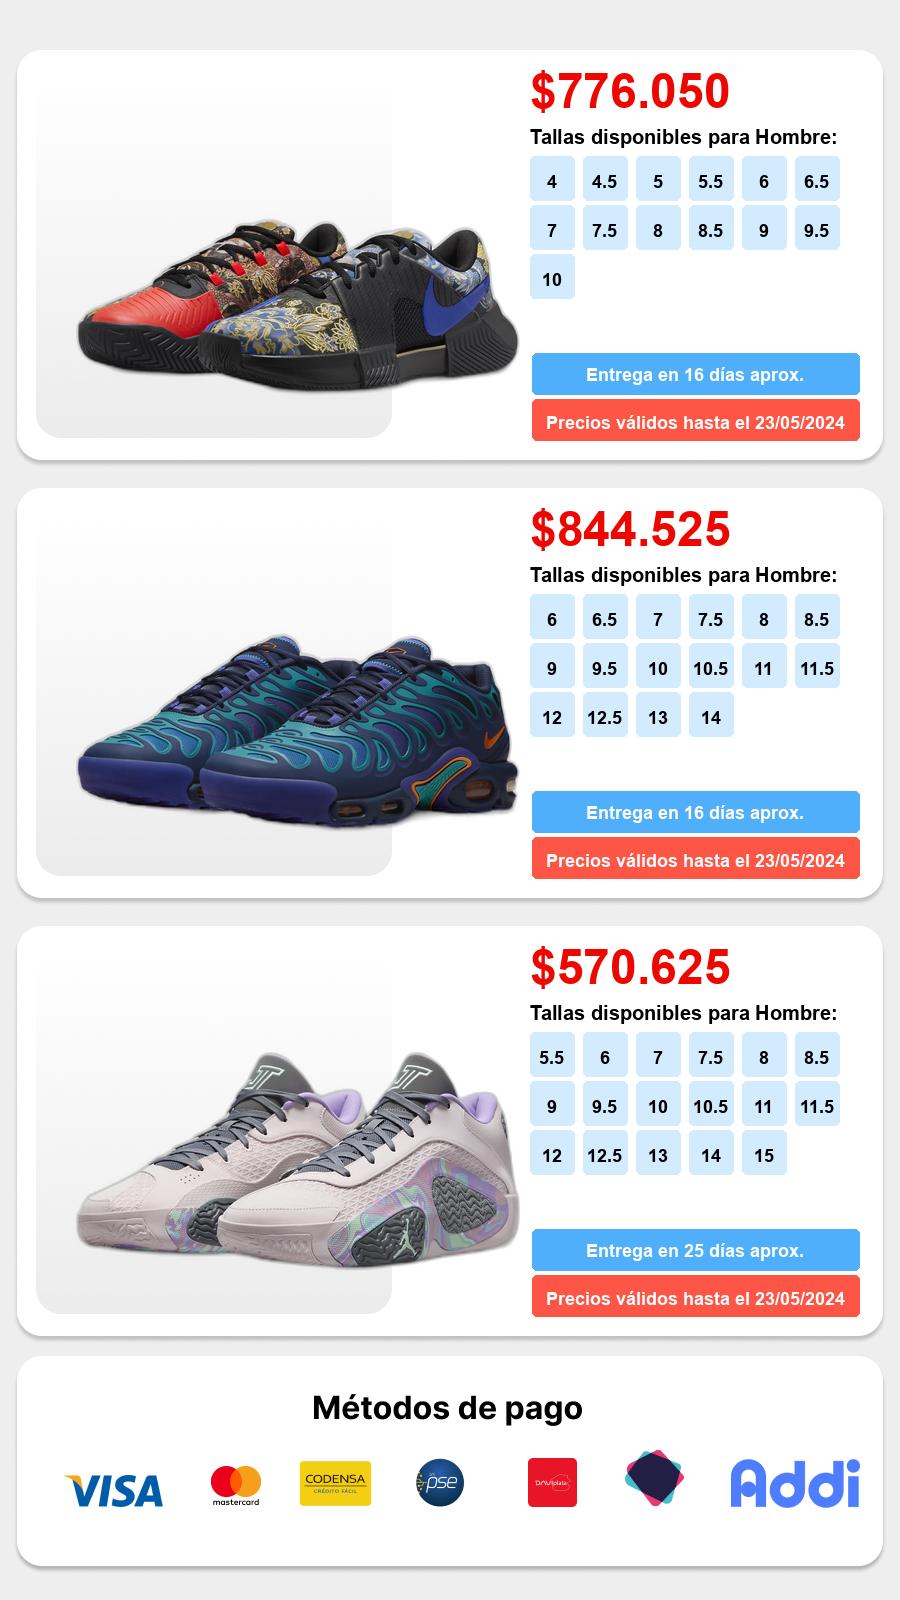 $776.050
Tallas disponibles para Hombre:
4 4.5 5 5.5 6 6.5
7 7.5 8 8.5 9 9.5
10
Entrega en 16 días aprox.
Precios válidos hasta el 23/05/2024
$844.525
Tallas disponibles para Hombre:
6 6.5 7 7.5 8 8.5
9 9.5 10 10.5 11 11.5
12 12.5 13 14
Entrega en 16 días aprox.
Precios válidos hasta el 23/05/2024
$570.625
Tallas disponibles para Hombre:
5.5 6 7 7.5 8 8.5
9 9.5 10 10.5 11 11.5
12 12.5 13 14 15
Entrega en 25 días aprox.
Precios válidos hasta el 23/05/2024
Métodos de pago
VISA mastercard CODENSA pse DAVIplata Addi
CRÉDITO FÁCIL